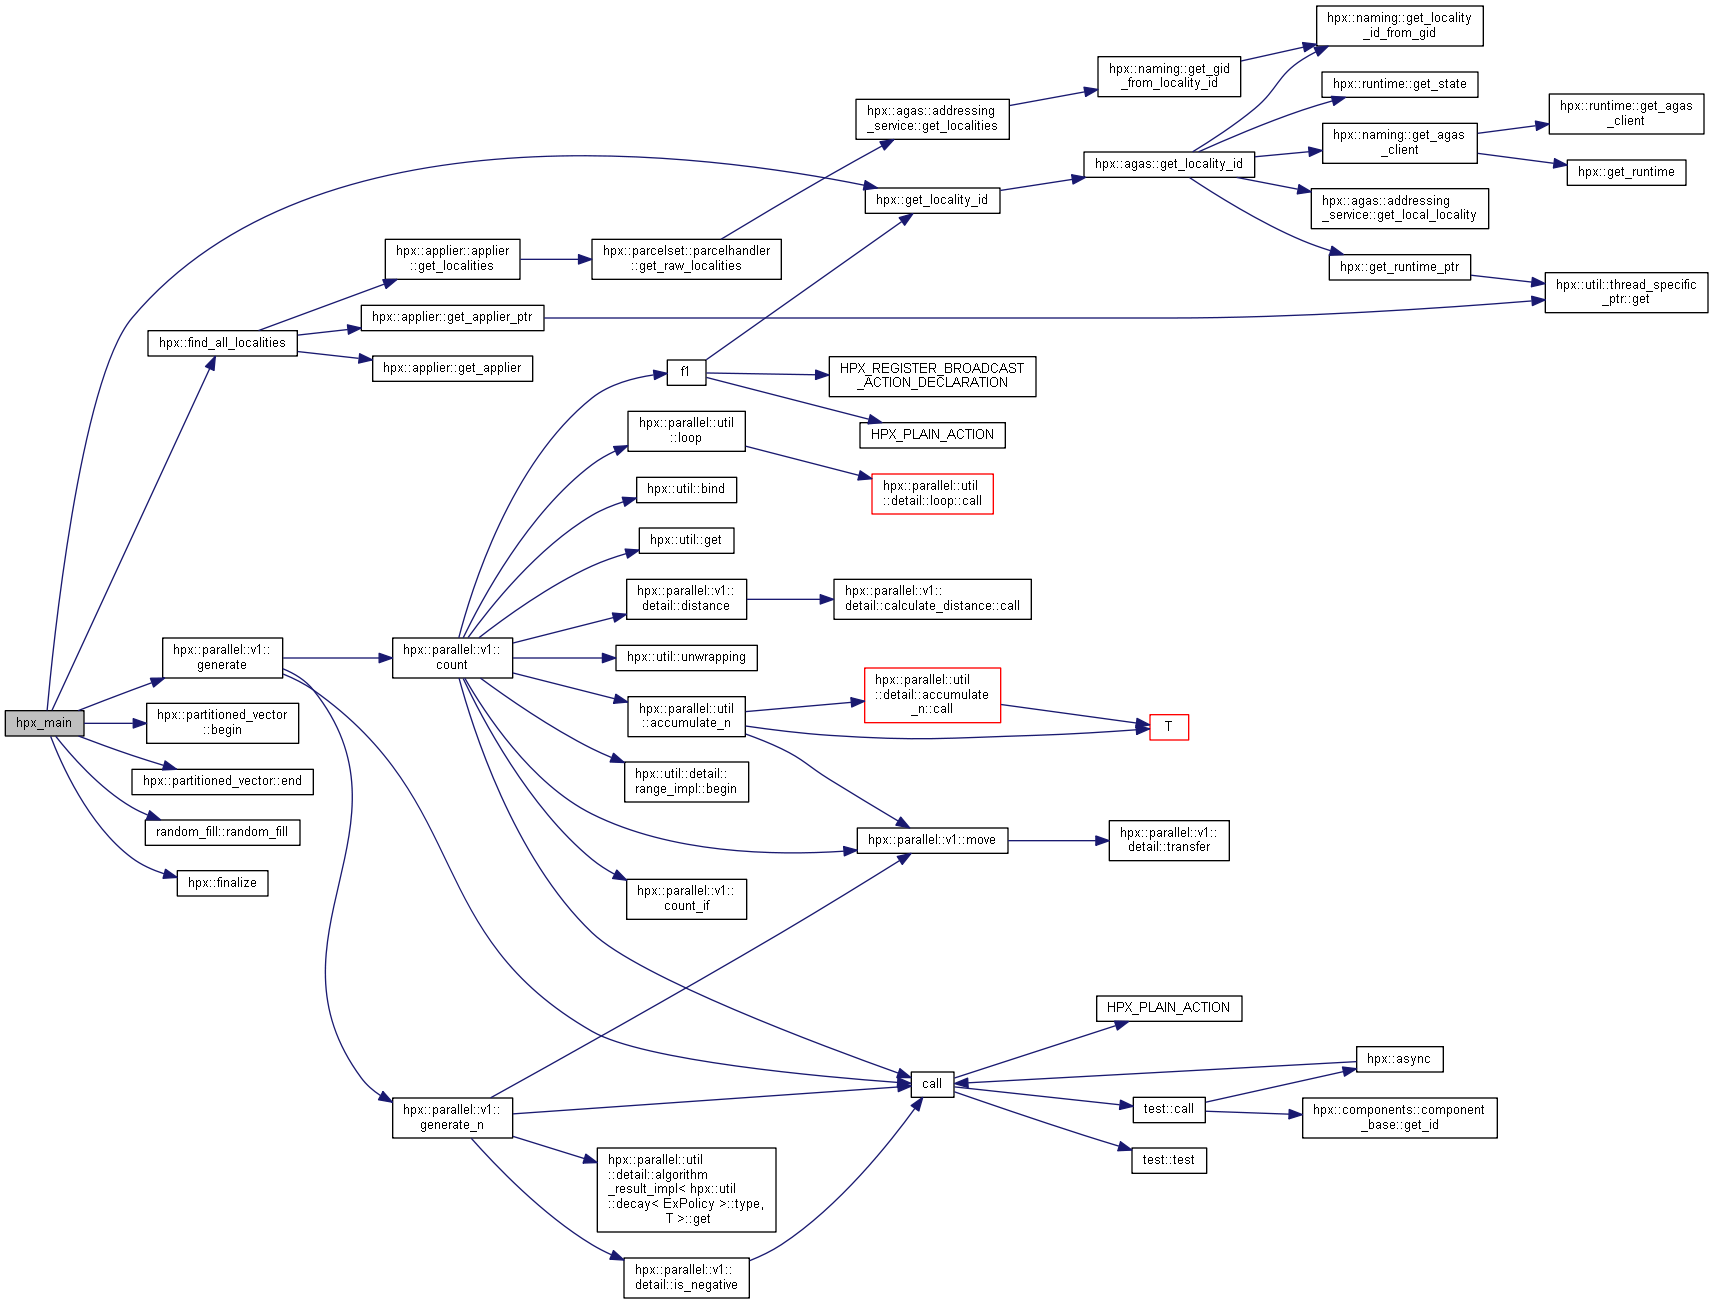 hpx_main
hpx::find_all_localities
hpx::parallel::v1::
generate
hpx::partitioned_vector
::begin
hpx::partitioned_vector::end
random_fill::random_fill
hpx::finalize
hpx::applier::applier
::get_localities
hpx::applier::get_applier_ptr
hpx::applier::get_applier
hpx::parallel::v1::
count
hpx::parallel::v1::
generate_n
hpx::parcelset::parcelhandler
::get_raw_localities
f1
hpx::parallel::util
::loop
hpx::util::bind
hpx::util::get
hpx::parallel::v1::
detail::distance
hpx::util::unwrapping
hpx::parallel::util
::accumulate_n
hpx::util::detail::
range_impl::begin
hpx::parallel::v1::
count_if
hpx::parallel::util
::detail::algorithm
_result_impl< hpx::util
::decay< ExPolicy >::type,
T >::get
hpx::parallel::v1::
detail::is_negative
hpx::agas::addressing
_service::get_localities
hpx::get_locality_id
HPX_REGISTER_BROADCAST
_ACTION_DECLARATION
HPX_PLAIN_ACTION
hpx::parallel::util
::detail::loop::call
hpx::parallel::v1::
detail::calculate_distance::call
hpx::parallel::util
::detail::accumulate
_n::call
hpx::parallel::v1::move
call
hpx::naming::get_gid
_from_locality_id
hpx::agas::get_locality_id
T
hpx::parallel::v1::
detail::transfer
HPX_PLAIN_ACTION
test::call
test::test
hpx::naming::get_locality
_id_from_gid
hpx::runtime::get_state
hpx::naming::get_agas
_client
hpx::agas::addressing
_service::get_local_locality
hpx::get_runtime_ptr
hpx::async
hpx::components::component
_base::get_id
hpx::runtime::get_agas
_client
hpx::get_runtime
hpx::util::thread_specific
_ptr::get